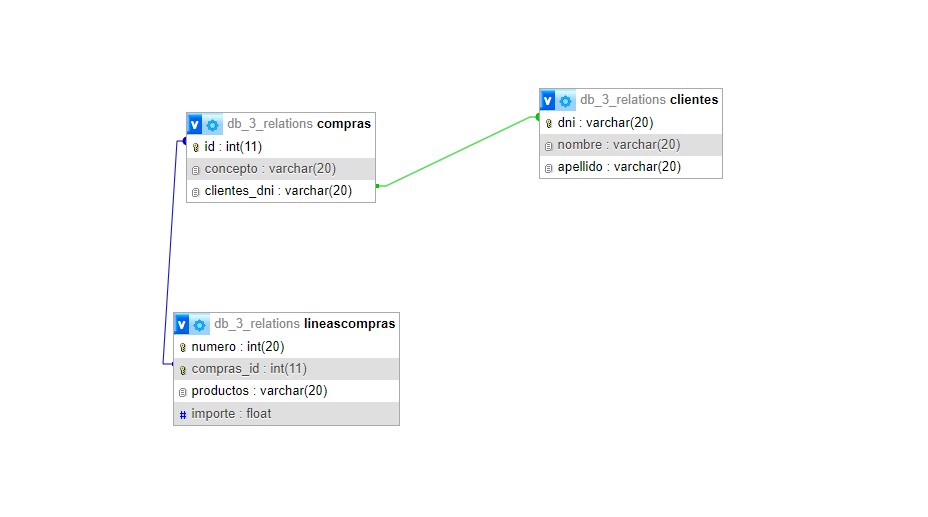 v db_3_relations compras
id : int(11)
concepto : varchar(20)
clientes_dni : varchar(20)
v db_3_relations clientes
dni : varchar(20)
nombre : varchar(20)
apellido : varchar(20)
v db_3_relations lineascompras
numero : int(20)
compras_id : int(11)
productos : varchar(20)
# importe : float